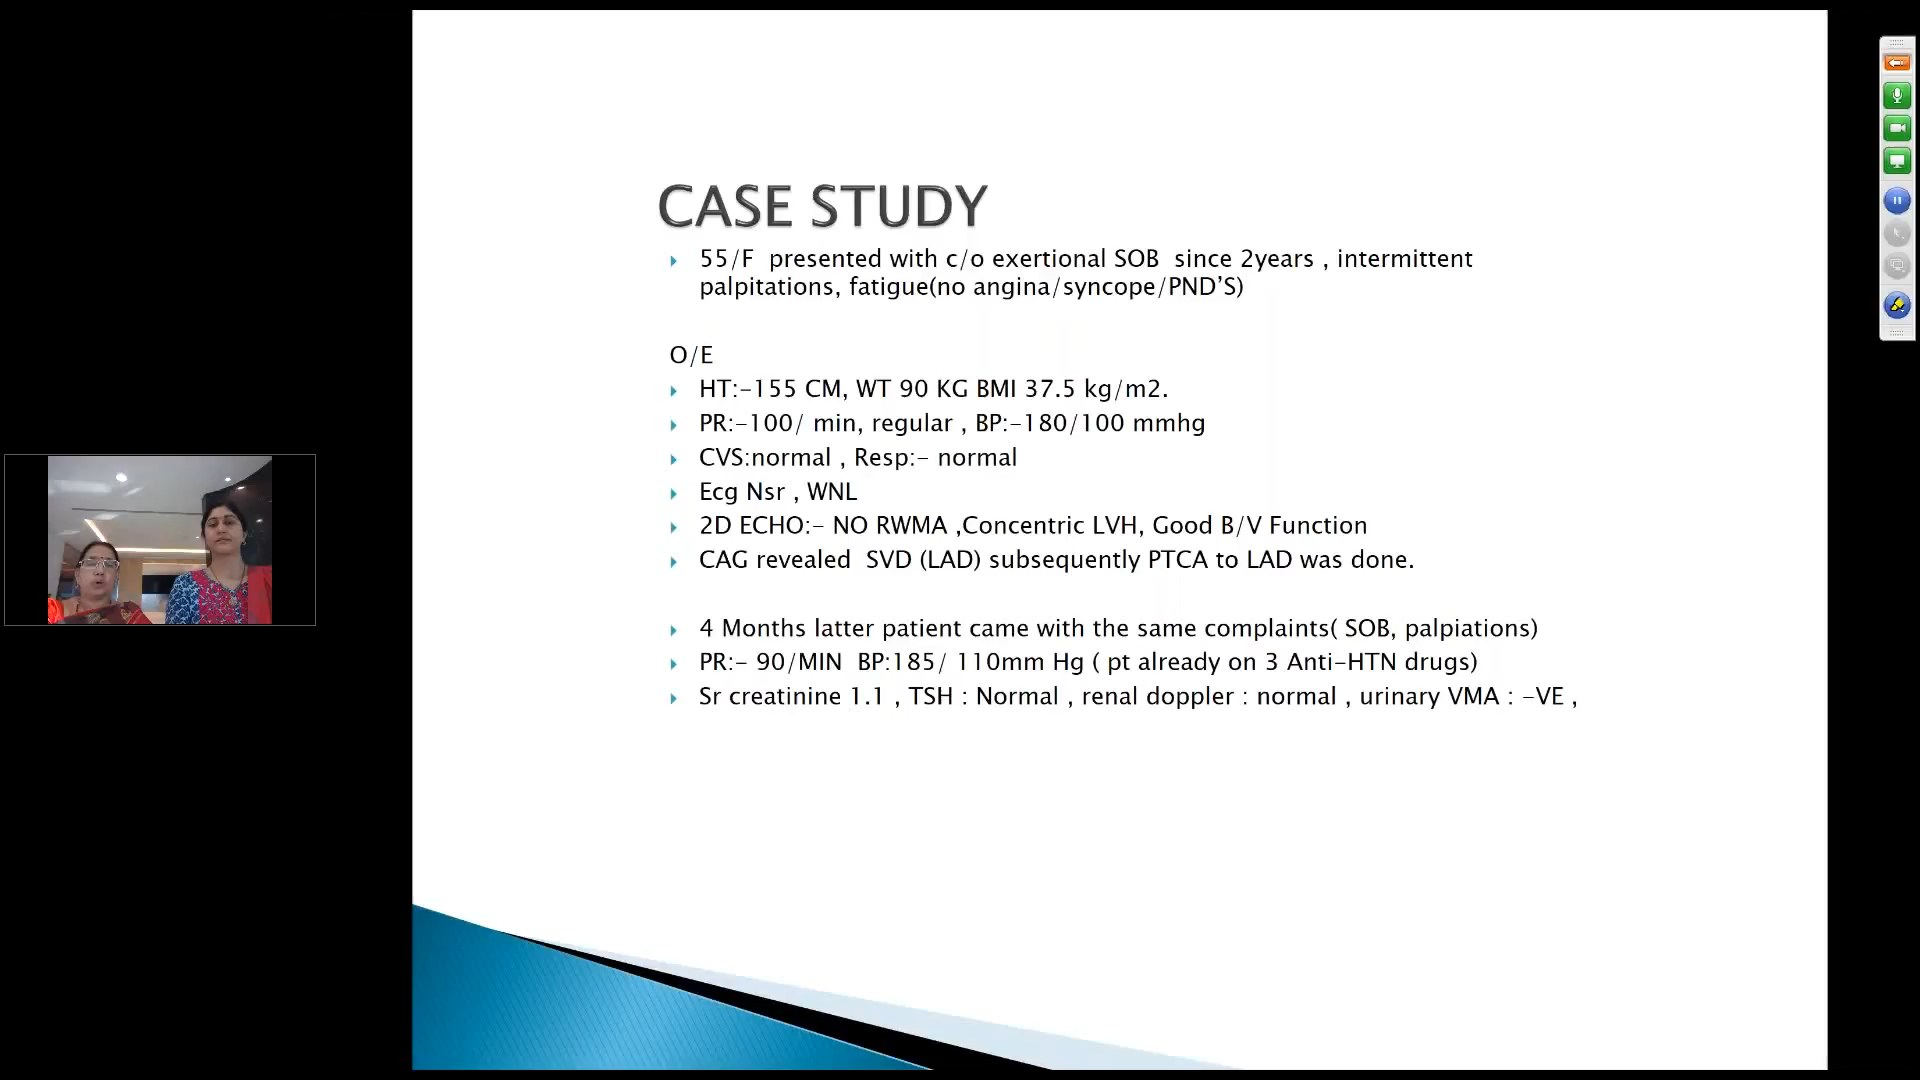 CASE STUDY
55/F presented with c/o exertional SOB since 2years , intermittent
palpitations, fatigue(no angina/syncope/PND'S)
O/E
HT:-155 CM, WT 90 KG BMI 37.5 kg/m2.
PR:-100/ min, regular , BP:-180/100 mmhg
CVS:normal , Resp:- normal
Ecg Nsr , WNL
2D ECHO:- NO RWMA ,Concentric LVH, Good B/V Function
CAG revealed SVD (LAD) subsequently PTCA to LAD was done.
4 Months latter patient came with the same complaints( SOB, palpiations)
PR:- 90/MIN BP:185/ 110mm Hg ( pt already on 3 Anti-HTN drugs)
Sr creatinine 1.1 , TSH : Normal , renal doppler : normal , urinary VMA : -VE ,